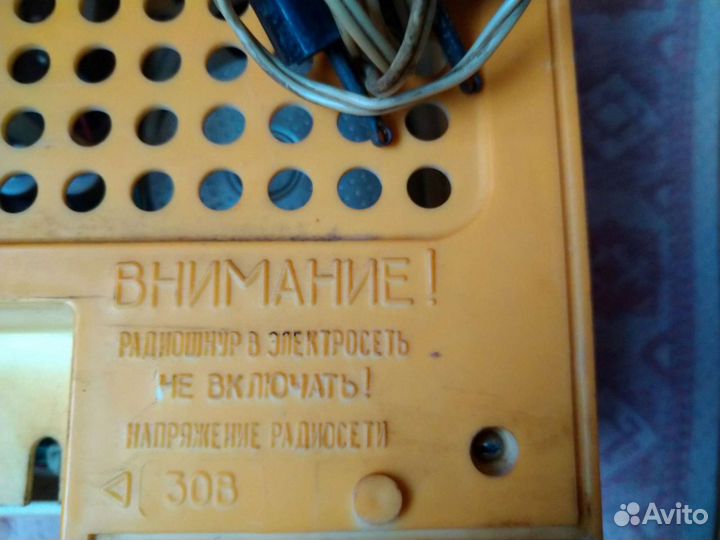 ВНИМАНИЕ!
РАДИОШНУР В ЭЛЕКТРОСЕТЬ
НЕ ВКЛЮЧАТЬ!
НАПРЯЖЕНИЕ РАДИОСЕТИ
30В
Avito